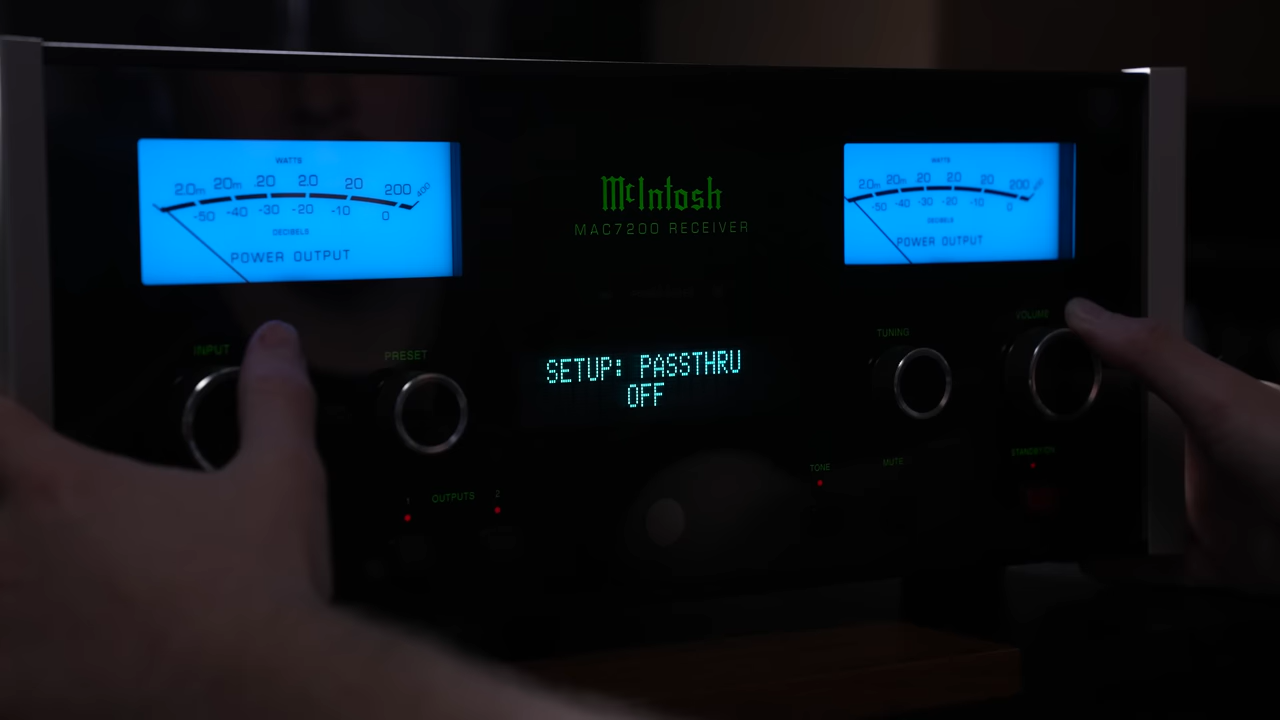 WATTS
2.0m 20m .20 2.0 20 200 400
-50 -40 -30 -20 -10 0
DECIBELS
POWER OUTPUT
McIntosh
MAC7200 RECEIVER
WATTS
2.0m 20m .20 2.0 20 200
-50 -40 -30 -20 -10 0
DECIBELS
POWER OUTPUT
INPUT
PRESET
SETUP: PASSTHRU
OFF
TUNING
VOLUME
1 OUTPUTS 2
TONE
MUTE
STANDBY/ON